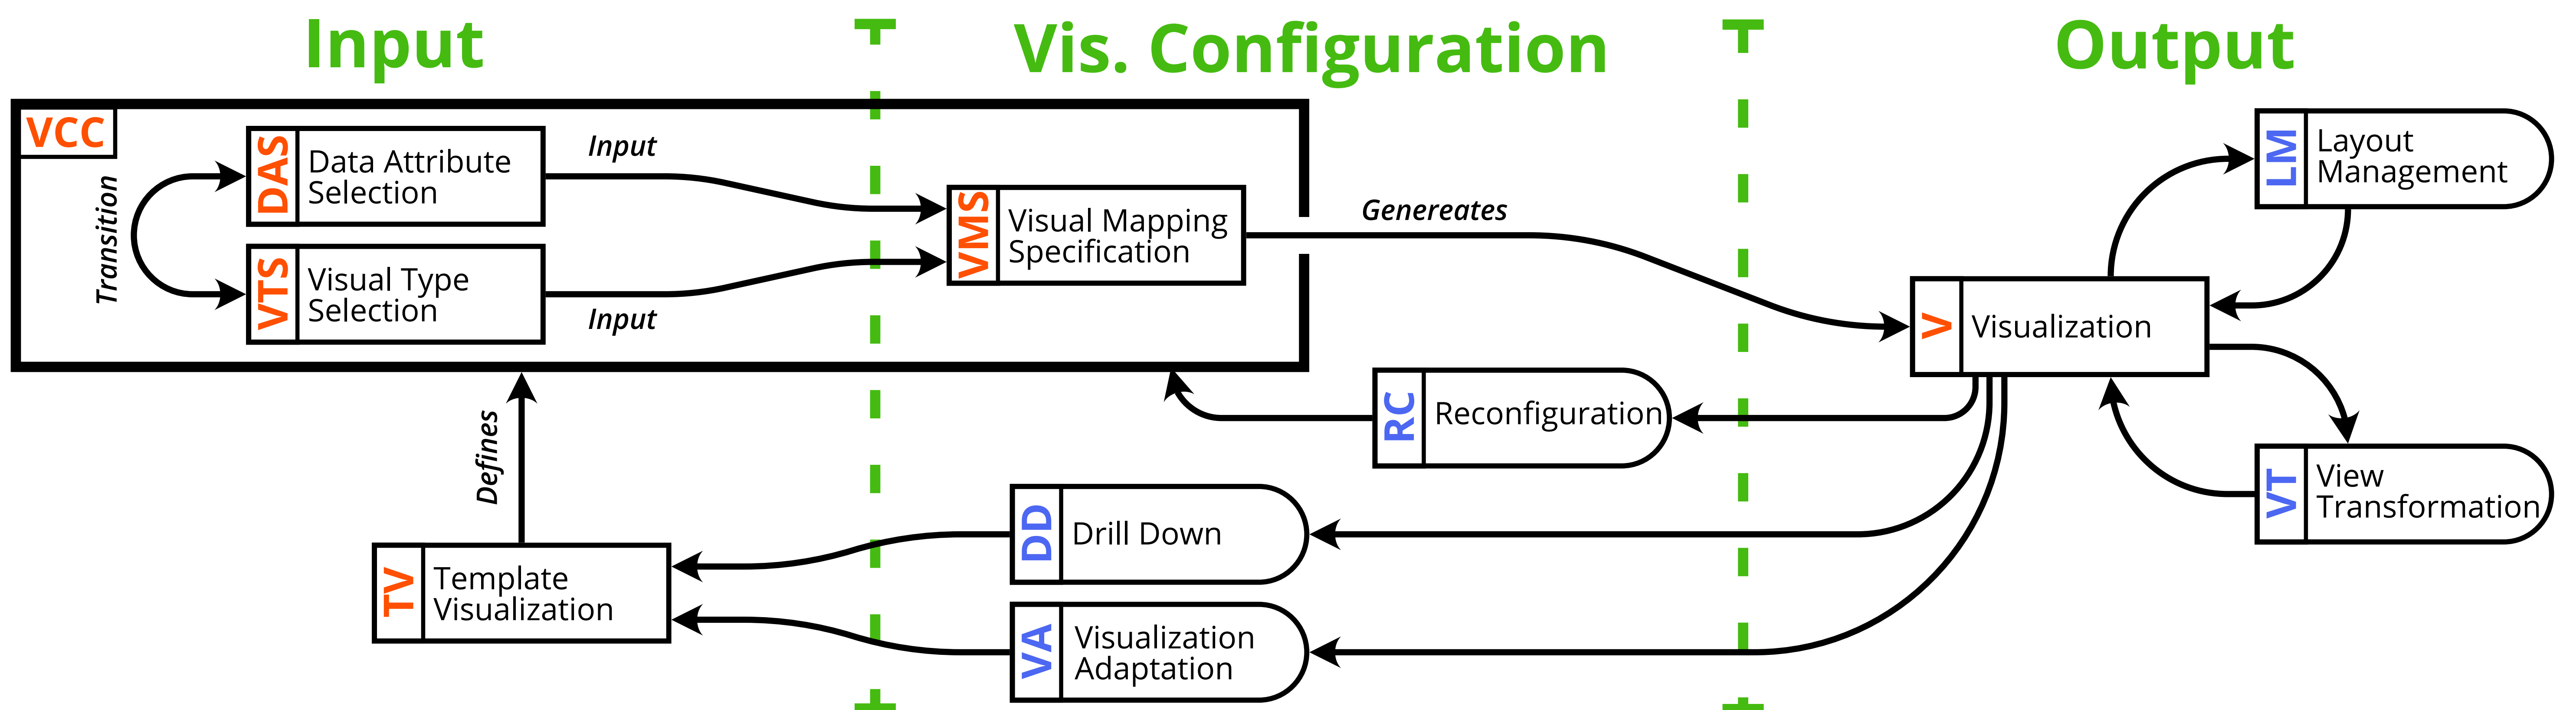 Input
Vis. Configuration
Output
VCC
Transition
DAS
Data Attribute
Selection
Input
VTS
Visual Type
Selection
Input
VMS
Visual Mapping
Specification
Genereates
LM
Layout
Management
V
Visualization
RC
Reconfiguration
VT
View
Transformation
Defines
DD
Drill Down
TV
Template
Visualization
VA
Visualization
Adaptation